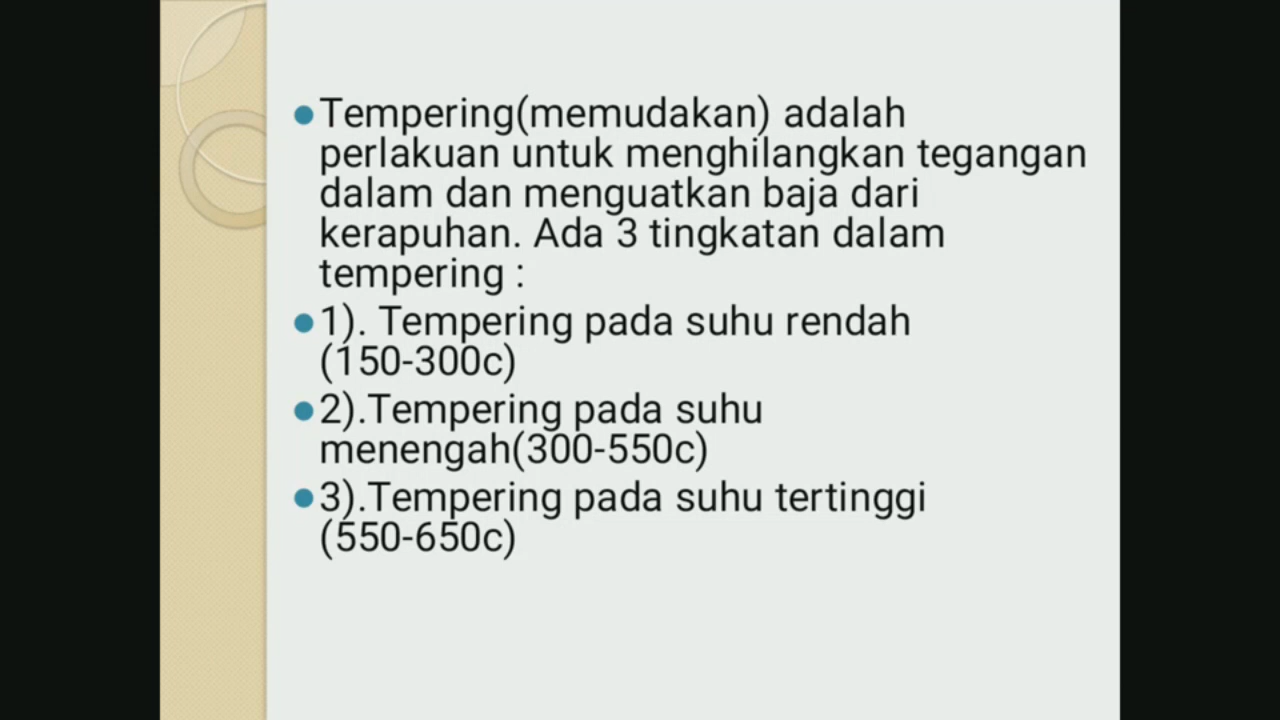 Tempering(memudakan) adalah
perlakuan untuk menghilangkan tegangan
dalam dan menguatkan baja dari
kerapuhan. Ada 3 tingkatan dalam
tempering :
1). Tempering pada suhu rendah
(150-300c)
2).Tempering pada suhu
menengah(300-550c)
3).Tempering pada suhu tertinggi
(550-650c)